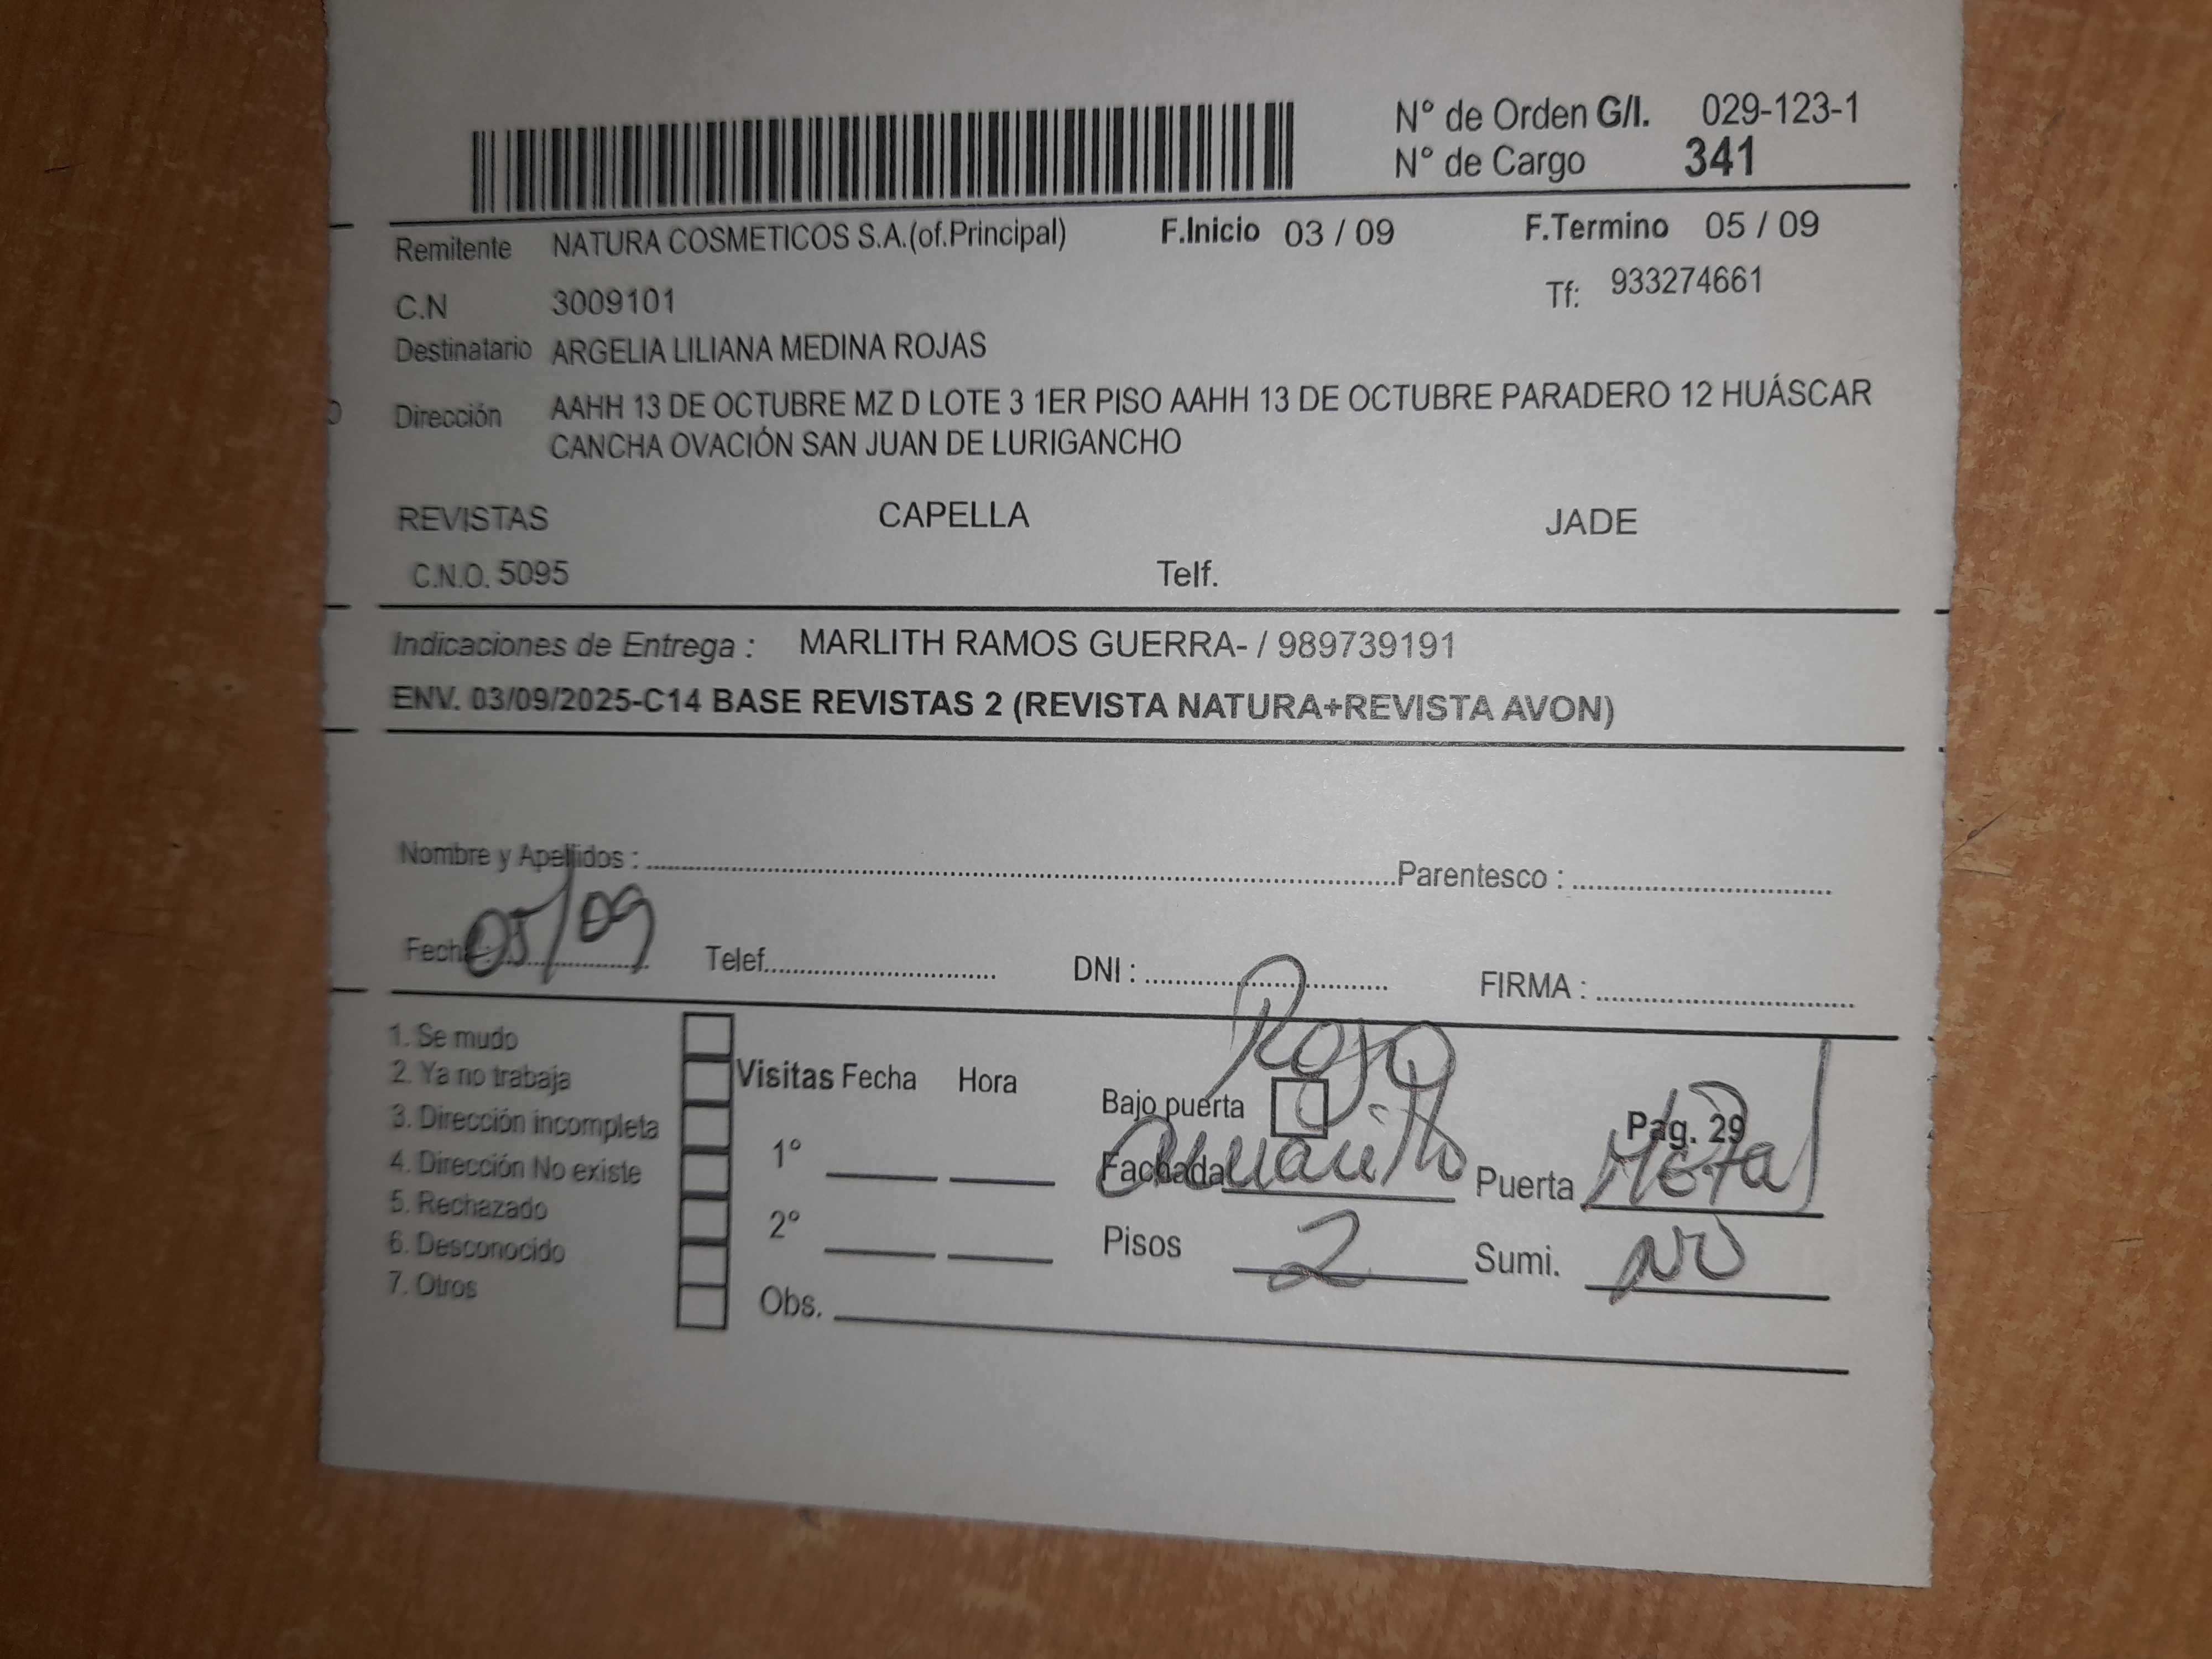 N° de Orden G/I. 029-123-1
N° de Cargo 341
Remitente NATURA COSMETICOS S.A.(of.Principal) F.Inicio 03 / 09 F.Termino 05 / 09
C.N 3009101 Tf: 933274661
Destinatario ARGELIA LILIANA MEDINA ROJAS
Dirección AAHH 13 DE OCTUBRE MZ D LOTE 3 1ER PISO AAHH 13 DE OCTUBRE PARADERO 12 HUÁSCAR
CANCHA OVACIÓN SAN JUAN DE LURIGANCHO
REVISTAS CAPELLA JADE
C.N.O. 5095 Telf.
Indicaciones de Entrega : MARLITH RAMOS GUERRA- / 989739191
ENV. 03/09/2025-C14 BASE REVISTAS 2 (REVISTA NATURA+REVISTA AVON)
Nombre y Apellidos : Parentesco :
Fecha : 05/09 Telef. DNI : FIRMA :
1. Se mudo
2. Ya no trabaja
3. Dirección incompleta
4. Dirección No existe
5. Rechazado
6. Desconocido
7. Otros
Visitas Fecha Hora
1°
2°
Obs.
Rojo
Bajo puerta Pág. 29
Fachada Amarillo Puerta Metal
Pisos 2 Sumi. NO